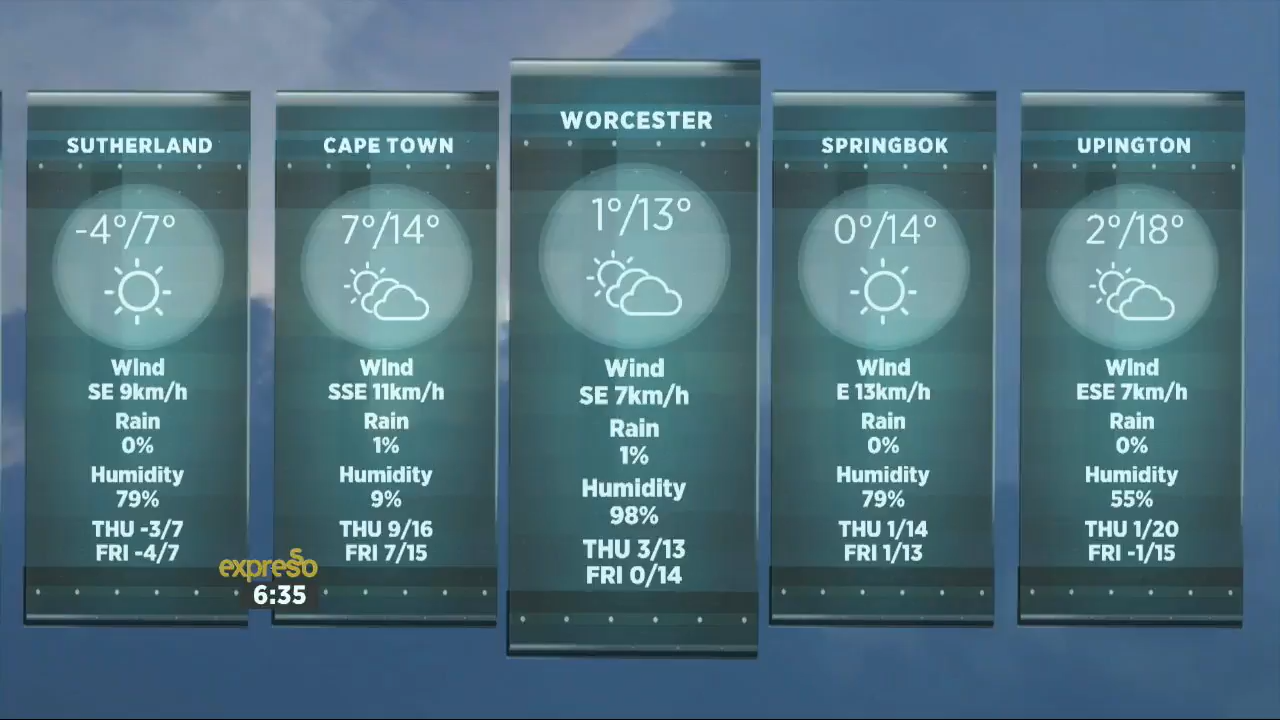 SUTHERLAND
-4°/7°
Wind
SE 9km/h
Rain
0%
Humidity
79%
THU -3/7
FRI -4/7
CAPE TOWN
7°/14°
Wind
SSE 11km/h
Rain
1%
Humidity
9%
THU 9/16
FRI 7/15
WORCESTER
1°/13°
Wind
SE 7km/h
Rain
1%
Humidity
98%
THU 3/13
FRI 0/14
SPRINGBOK
0°/14°
Wind
E 13km/h
Rain
0%
Humidity
79%
THU 1/14
FRI 1/13
UPINGTON
2°/18°
Wind
ESE 7km/h
Rain
0%
Humidity
55%
THU 1/20
FRI -1/15
expresso
6:35